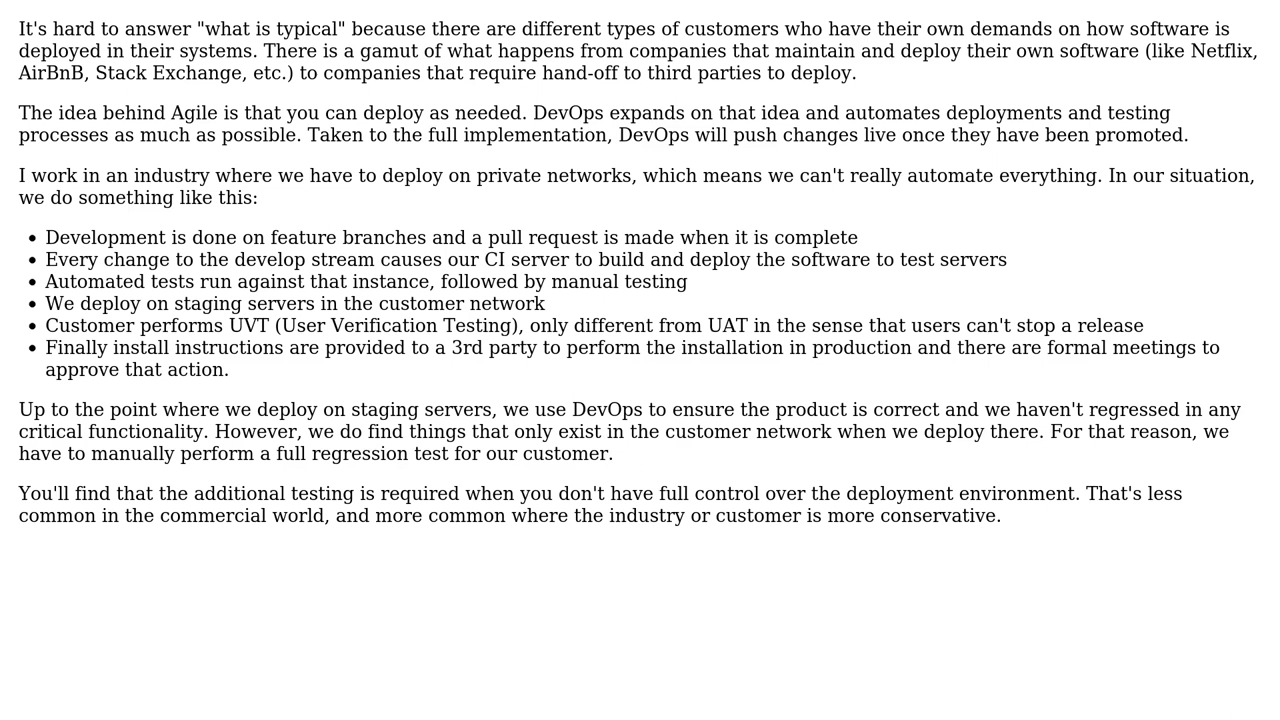 It's hard to answer "what is typical" because there are different types of customers who have their own demands on how software is
deployed in their systems. There is a gamut of what happens from companies that maintain and deploy their own software (like Netflix,
AirBnB, Stack Exchange, etc.) to companies that require hand-off to third parties to deploy.
The idea behind Agile is that you can deploy as needed. DevOps expands on that idea and automates deployments and testing
processes as much as possible. Taken to the full implementation, DevOps will push changes live once they have been promoted.
I work in an industry where we have to deploy on private networks, which means we can't really automate everything. In our situation,
we do something like this:
• Development is done on feature branches and a pull request is made when it is complete
• Every change to the develop stream causes our CI server to build and deploy the software to test servers
• Automated tests run against that instance, followed by manual testing
• We deploy on staging servers in the customer network
• Customer performs UVT (User Verification Testing), only different from UAT in the sense that users can't stop a release
• Finally install instructions are provided to a 3rd party to perform the installation in production and there are formal meetings to
approve that action.
Up to the point where we deploy on staging servers, we use DevOps to ensure the product is correct and we haven't regressed in any
critical functionality. However, we do find things that only exist in the customer network when we deploy there. For that reason, we
have to manually perform a full regression test for our customer.
You'll find that the additional testing is required when you don't have full control over the deployment environment. That's less
common in the commercial world, and more common where the industry or customer is more conservative.